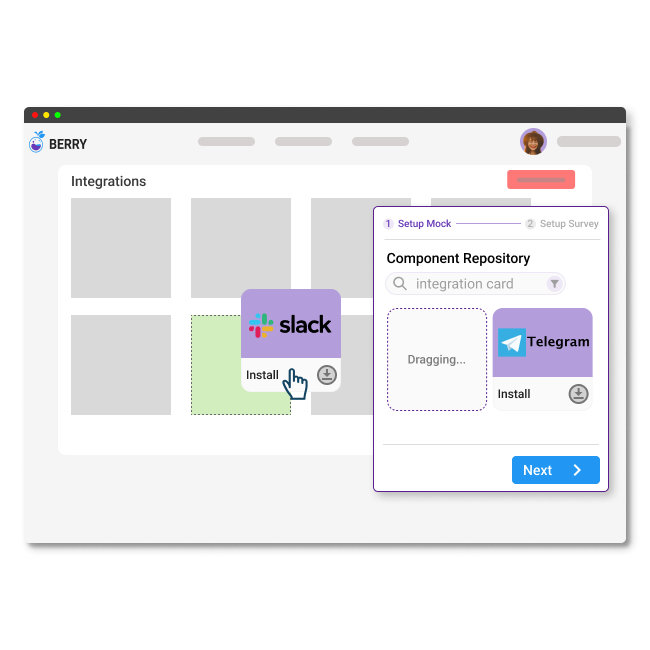 BERRY
Integrations
1 Setup Mock 2 Setup Survey
Component Repository
integration card
slack
Install
Dragging...
Telegram
Install
Next